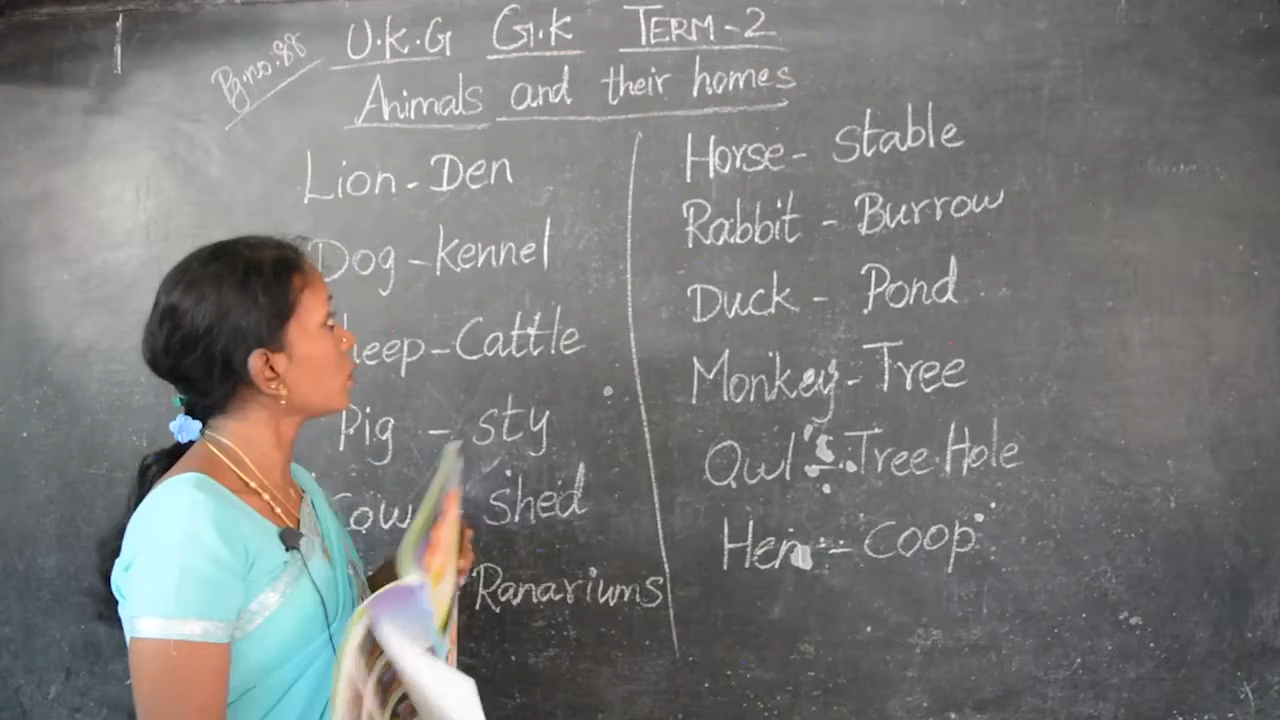 Pg.no:88
U.K.G G.K TERM-2
Animals and their homes
Lion - Den
Dog - kennel
heep - Cattle
Pig - sty
Cow - Shed
Ranariums
Horse - Stable
Rabbit - Burrow
Duck - Pond
Monkey - Tree
Owl - Tree Hole
Hen - Coop